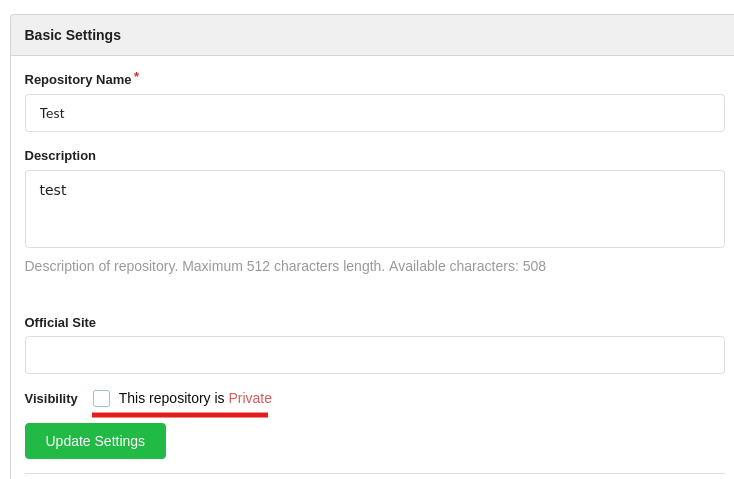 Basic Settings
Repository Name *
Test
Description
test
Description of repository. Maximum 512 characters length. Available characters: 508
Official Site
Visibility This repository is Private
Update Settings